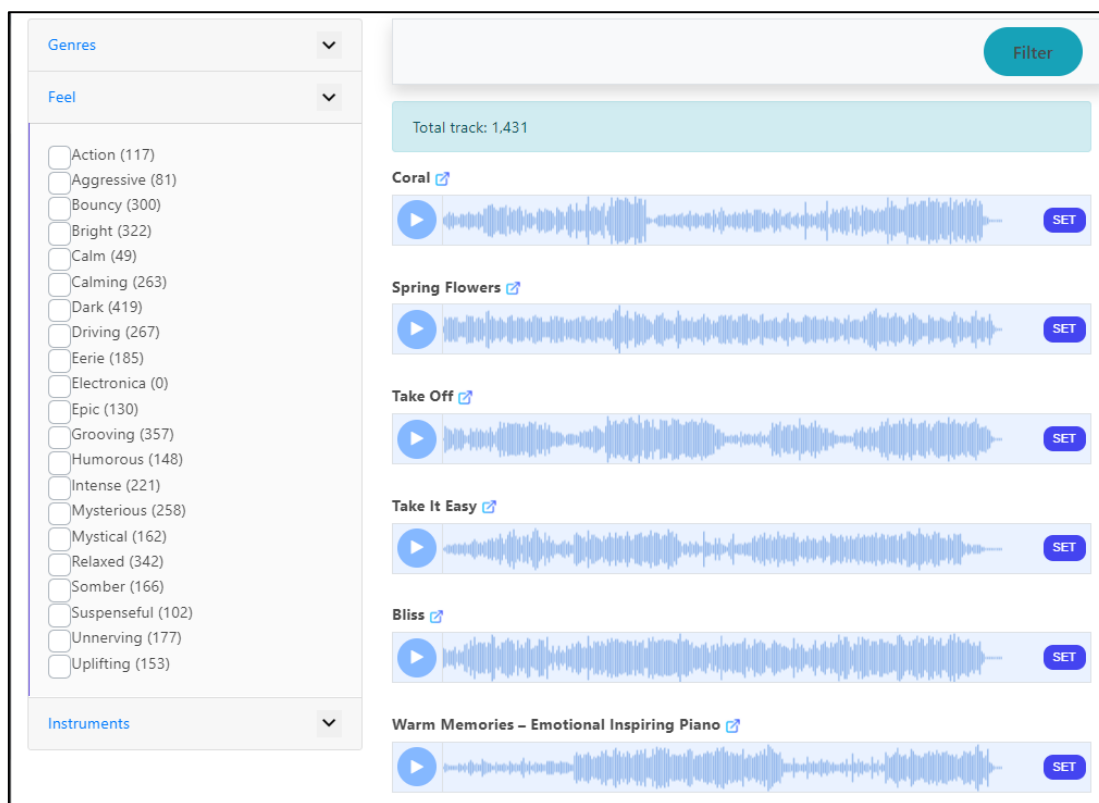 Genres
Feel
Action (117)
Aggressive (81)
Bouncy (300)
Bright (322)
Calm (49)
Calming (263)
Dark (419)
Driving (267)
Eerie (185)
Electronica (0)
Epic (130)
Grooving (357)
Humorous (148)
Intense (221)
Mysterious (258)
Mystical (162)
Relaxed (342)
Somber (166)
Suspenseful (102)
Unnerving (177)
Uplifting (153)
Instruments
Filter
Total track: 1,431
Coral
SET
Spring Flowers
SET
Take Off
SET
Take It Easy
SET
Bliss
SET
Warm Memories – Emotional Inspiring Piano
SET